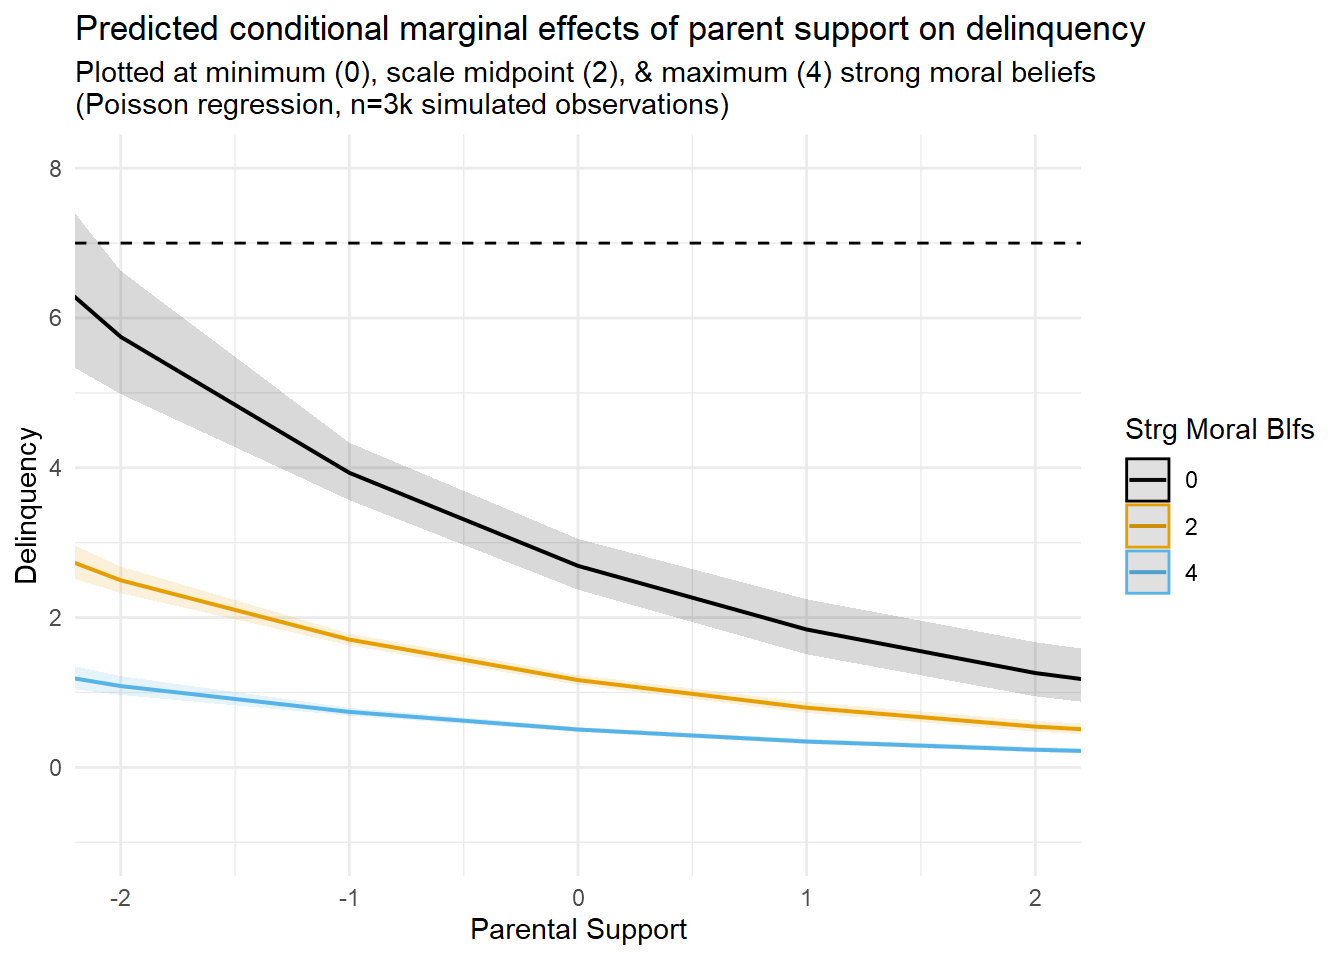 Predicted conditional marginal effects of parent support on delinquency
Plotted at minimum (0), scale midpoint (2), & maximum (4) strong moral beliefs
(Poisson regression, n=3k simulated observations)
8
6
4
2
0
Delinquency
-2
-1
0
1
2
Parental Support
Strg Moral Blfs
0
2
4